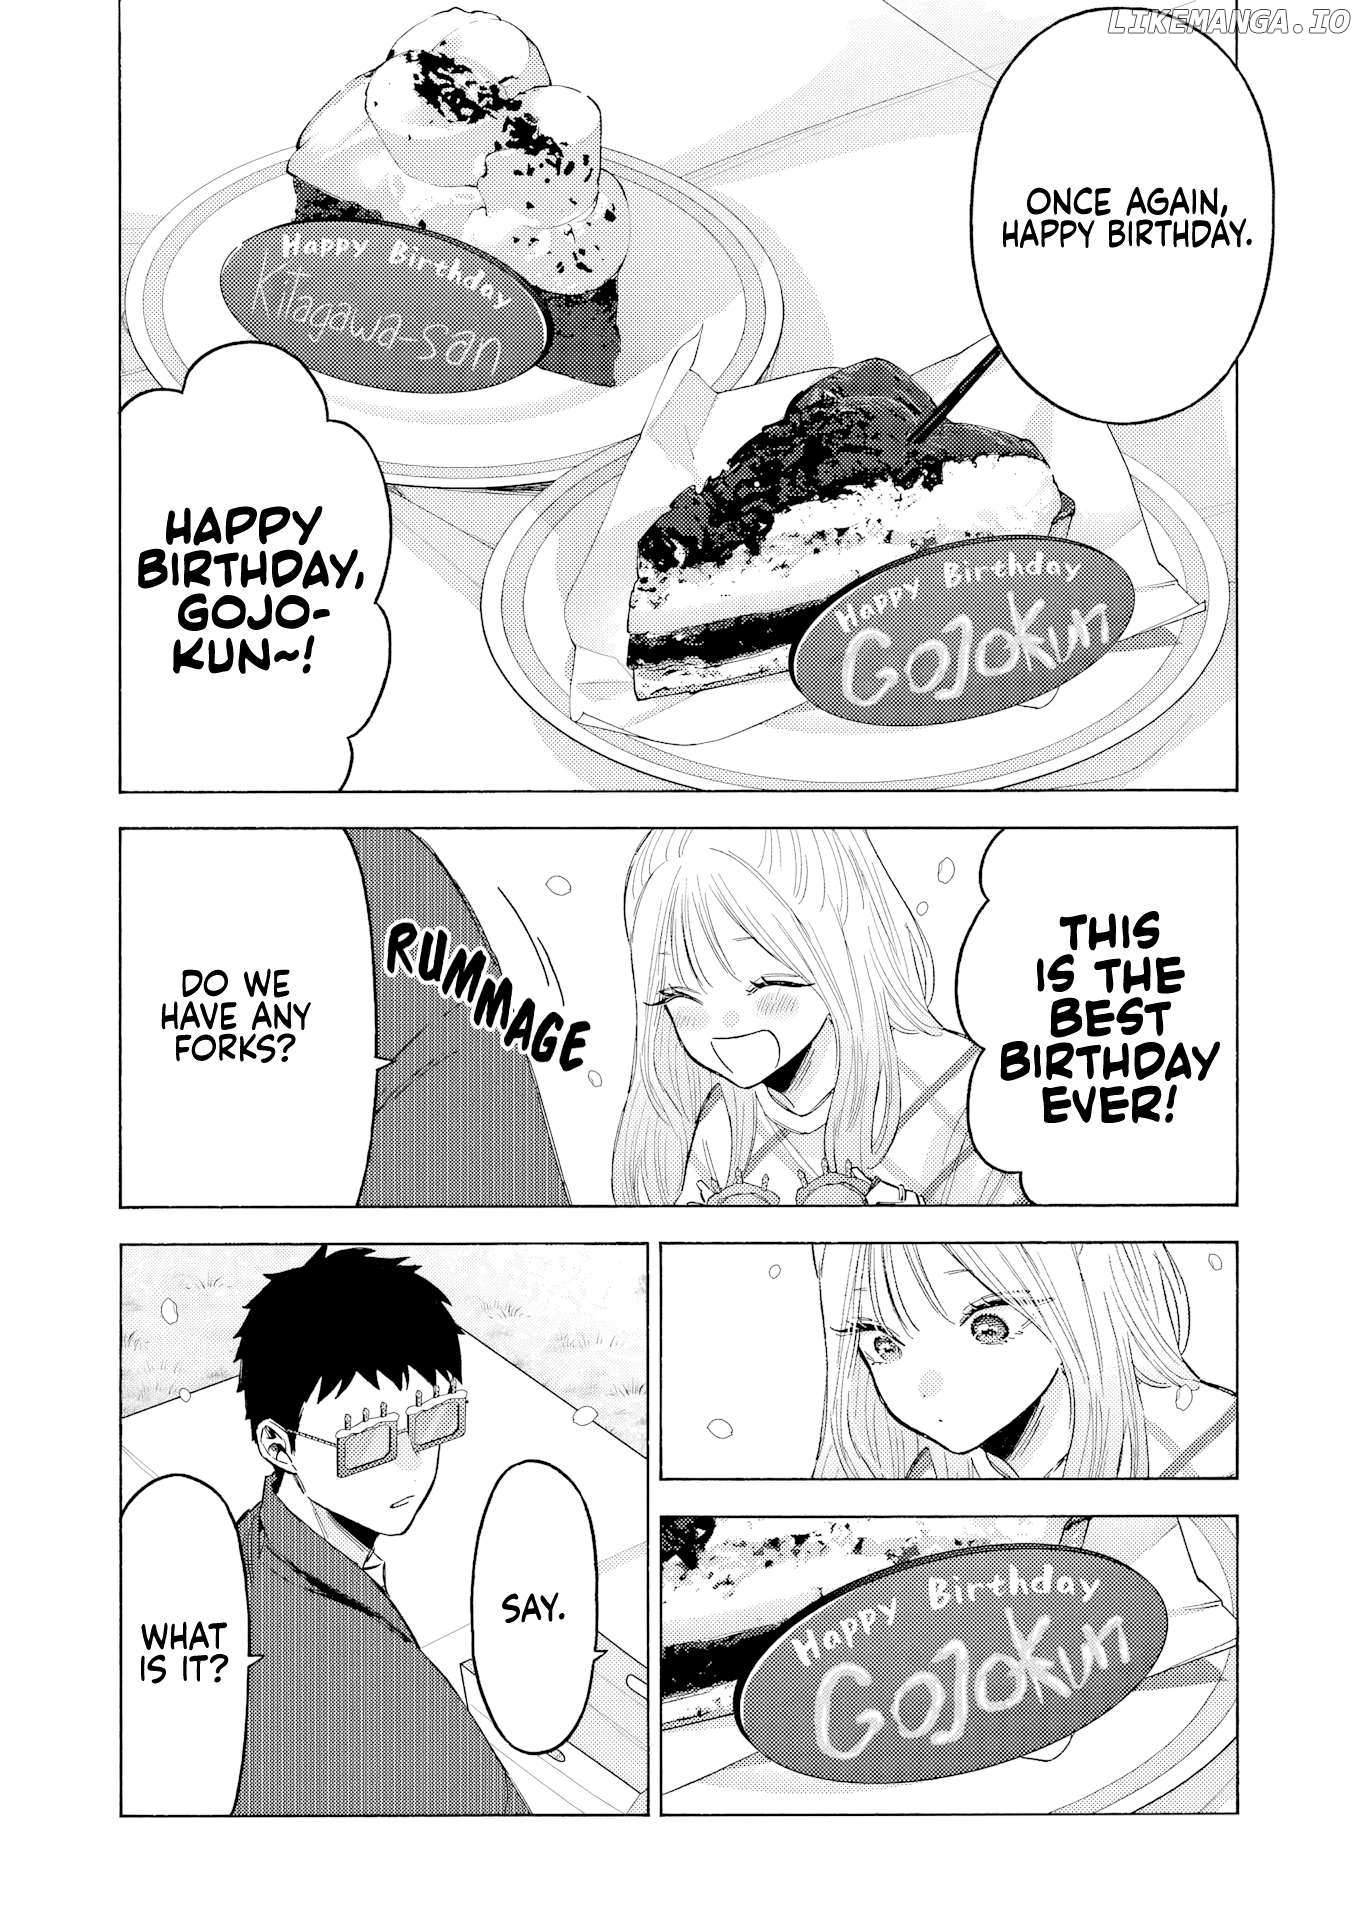 LIKEMANGA.IO
ONCE AGAIN,
HAPPY BIRTHDAY.
Happy Birthday
Kitagawa-san
HAPPY
BIRTHDAY,
GOJO-
KUN~!
Happy Birthday
GOJOKun
THIS
IS THE
BEST
BIRTHDAY
EVER!
RUMMAGE
DO WE
HAVE ANY
FORKS?
Happy Birthday
GOJOKun
SAY.
WHAT
IS IT?